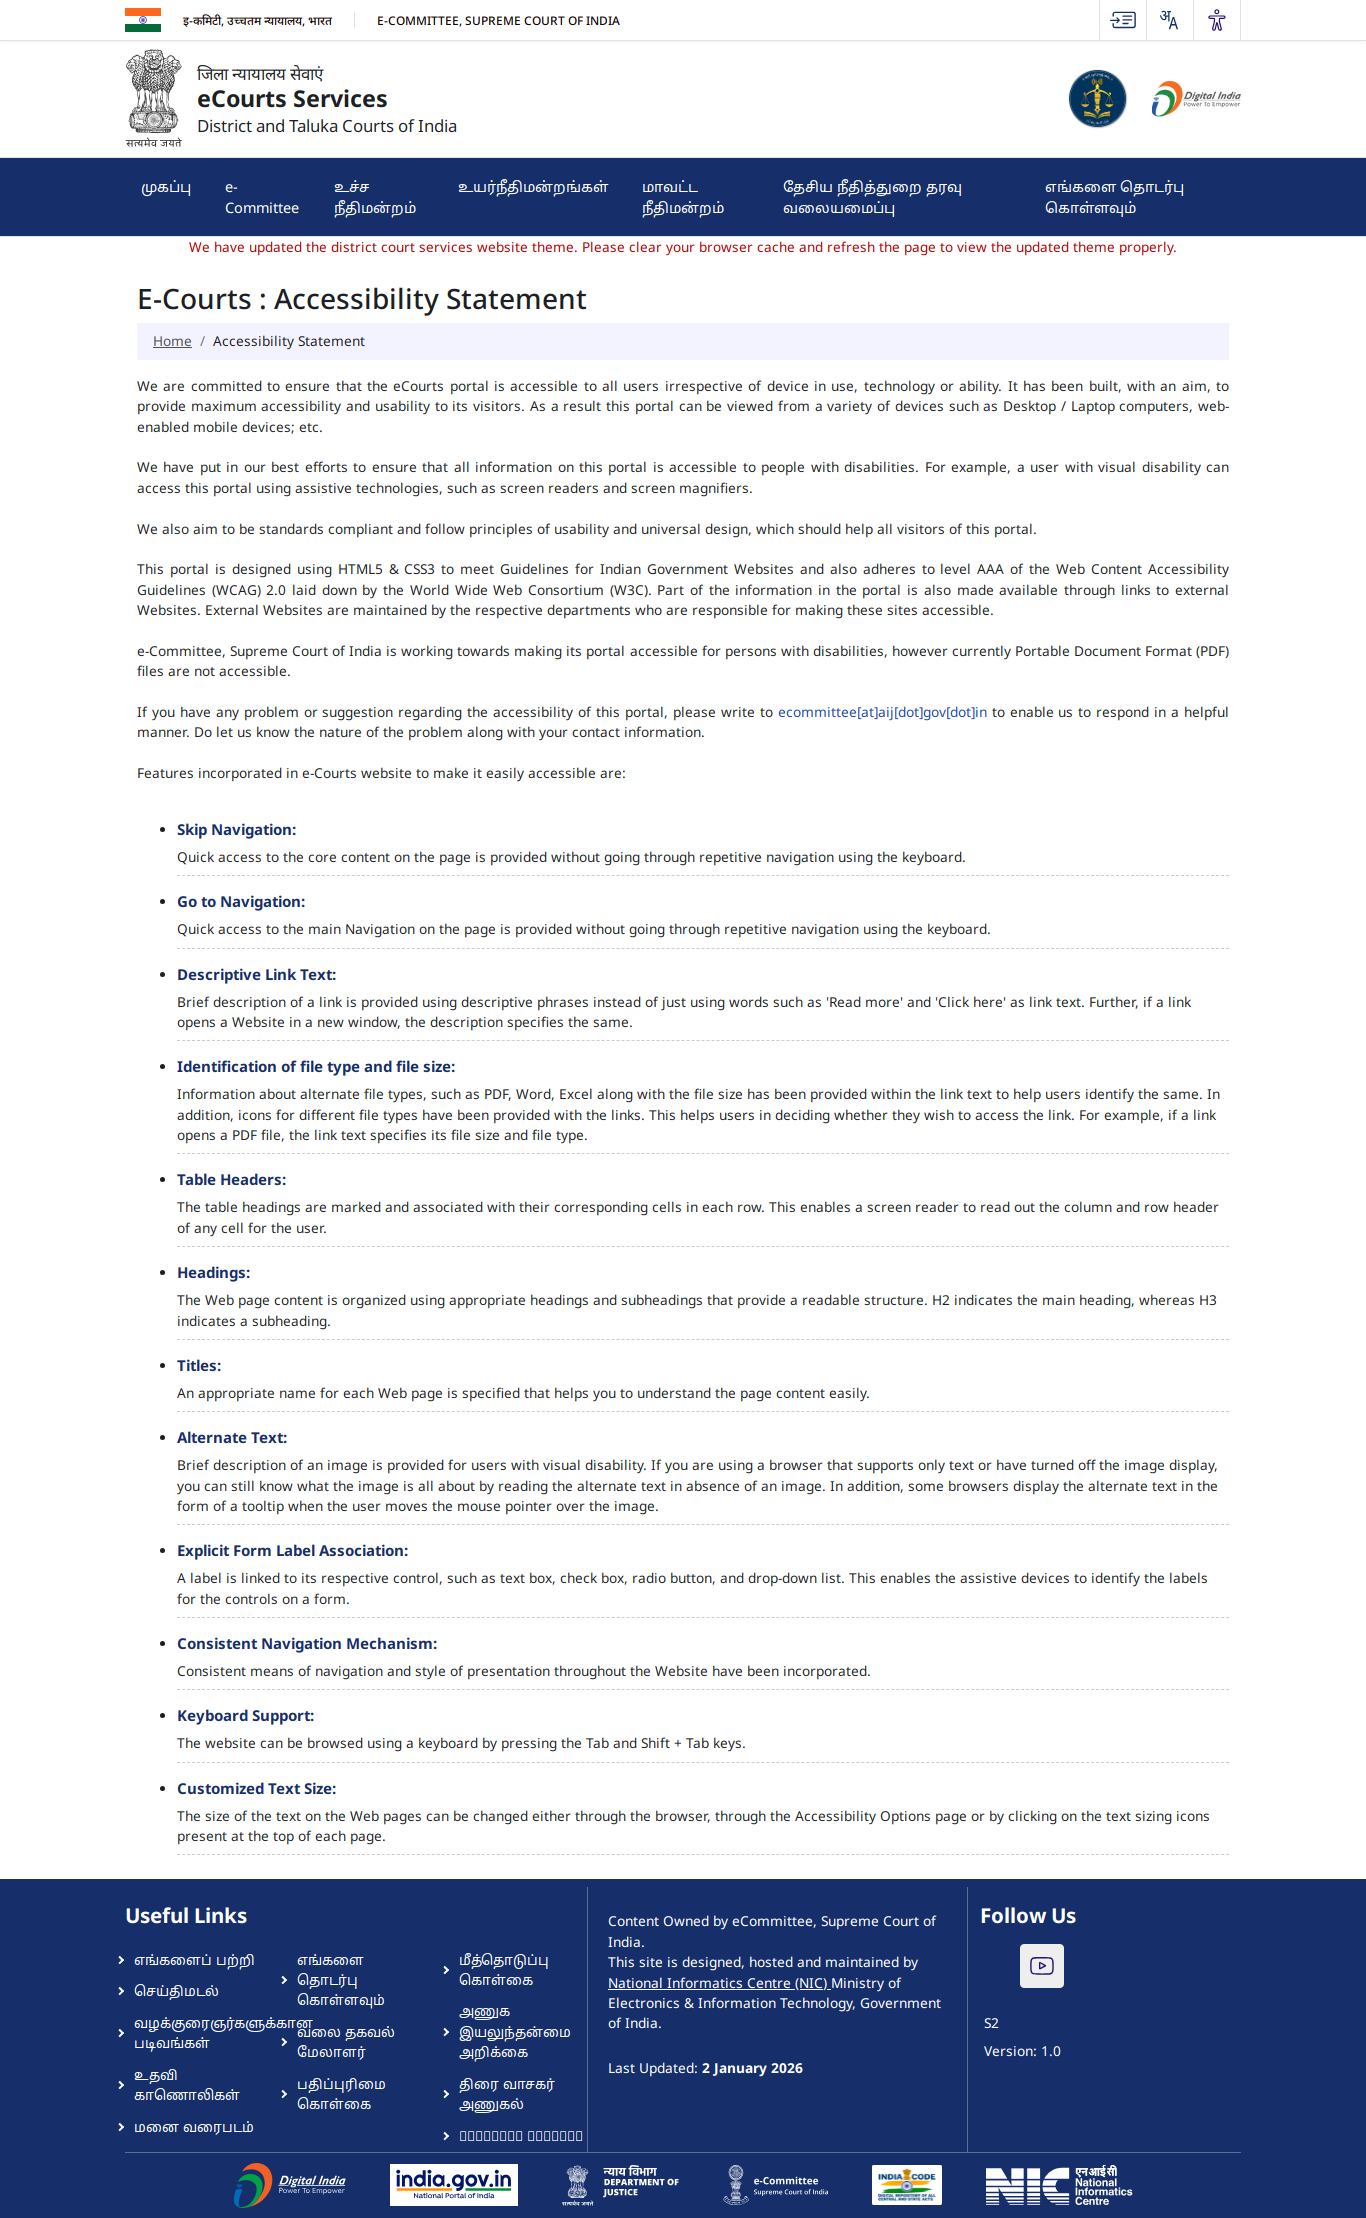 इ-कमिटी, उच्चतम न्यायालय, भारत
E-COMMITTEE, SUPREME COURT OF INDIA
जिला न्यायालय सेवाएं
eCourts Services
District and Taluka Courts of India
सत्यमेव जयते
Digital India
Power To Empower
முகப்பு
e-
Committee
உச்ச
நீதிமன்றம்
உயர்நீதிமன்றங்கள்
மாவட்ட
நீதிமன்றம்
தேசிய நீதித்துறை தரவு
வலையமைப்பு
எங்களை தொடர்பு
கொள்ளவும்
We have updated the district court services website theme. Please clear your browser cache and refresh the page to view the updated theme properly.
E-Courts : Accessibility Statement
Home / Accessibility Statement
We are committed to ensure that the eCourts portal is accessible to all users irrespective of device in use, technology or ability. It has been built, with an aim, to
provide maximum accessibility and usability to its visitors. As a result this portal can be viewed from a variety of devices such as Desktop / Laptop computers, web-
enabled mobile devices; etc.
We have put in our best efforts to ensure that all information on this portal is accessible to people with disabilities. For example, a user with visual disability can
access this portal using assistive technologies, such as screen readers and screen magnifiers.
We also aim to be standards compliant and follow principles of usability and universal design, which should help all visitors of this portal.
This portal is designed using HTML5 & CSS3 to meet Guidelines for Indian Government Websites and also adheres to level AAA of the Web Content Accessibility
Guidelines (WCAG) 2.0 laid down by the World Wide Web Consortium (W3C). Part of the information in the portal is also made available through links to external
Websites. External Websites are maintained by the respective departments who are responsible for making these sites accessible.
e-Committee, Supreme Court of India is working towards making its portal accessible for persons with disabilities, however currently Portable Document Format (PDF)
files are not accessible.
If you have any problem or suggestion regarding the accessibility of this portal, please write to ecommittee[at]aij[dot]gov[dot]in to enable us to respond in a helpful
manner. Do let us know the nature of the problem along with your contact information.
Features incorporated in e-Courts website to make it easily accessible are:
Skip Navigation:
Quick access to the core content on the page is provided without going through repetitive navigation using the keyboard.
Go to Navigation:
Quick access to the main Navigation on the page is provided without going through repetitive navigation using the keyboard.
Descriptive Link Text:
Brief description of a link is provided using descriptive phrases instead of just using words such as 'Read more' and 'Click here' as link text. Further, if a link
opens a Website in a new window, the description specifies the same.
Identification of file type and file size:
Information about alternate file types, such as PDF, Word, Excel along with the file size has been provided within the link text to help users identify the same. In
addition, icons for different file types have been provided with the links. This helps users in deciding whether they wish to access the link. For example, if a link
opens a PDF file, the link text specifies its file size and file type.
Table Headers:
The table headings are marked and associated with their corresponding cells in each row. This enables a screen reader to read out the column and row header
of any cell for the user.
Headings:
The Web page content is organized using appropriate headings and subheadings that provide a readable structure. H2 indicates the main heading, whereas H3
indicates a subheading.
Titles:
An appropriate name for each Web page is specified that helps you to understand the page content easily.
Alternate Text:
Brief description of an image is provided for users with visual disability. If you are using a browser that supports only text or have turned off the image display,
you can still know what the image is all about by reading the alternate text in absence of an image. In addition, some browsers display the alternate text in the
form of a tooltip when the user moves the mouse pointer over the image.
Explicit Form Label Association:
A label is linked to its respective control, such as text box, check box, radio button, and drop-down list. This enables the assistive devices to identify the labels
for the controls on a form.
Consistent Navigation Mechanism:
Consistent means of navigation and style of presentation throughout the Website have been incorporated.
Keyboard Support:
The website can be browsed using a keyboard by pressing the Tab and Shift + Tab keys.
Customized Text Size:
The size of the text on the Web pages can be changed either through the browser, through the Accessibility Options page or by clicking on the text sizing icons
present at the top of each page.
Useful Links
எங்களைப் பற்றி
செய்திமடல்
வழக்குரைஞர்களுக்கான
படிவங்கள்
உதவி
காணொலிகள்
மனை வரைபடம்
எங்களை
தொடர்பு
கொள்ளவும்
வலை தகவல்
மேலாளர்
பதிப்புரிமை
கொள்கை
மீத்தொடுப்பு
கொள்கை
அணுக
இயலுந்தன்மை
அறிக்கை
திரை வாசகர்
அணுகல்
Content Owned by eCommittee, Supreme Court of
India.
This site is designed, hosted and maintained by
National Informatics Centre (NIC) Ministry of
Electronics & Information Technology, Government
of India.
Last Updated: 2 January 2026
Follow Us
S2
Version: 1.0
Digital India
Power To Empower
india.gov.in
National Portal of India
सत्यमेव जयते
न्याय विभाग
DEPARTMENT OF
JUSTICE
e-Committee
Supreme Court of India
INDIA CODE
DIGITAL REPOSITORY OF ALL
CENTRAL AND STATE ACTS
NIC
एनआईसी
National
Informatics
Centre